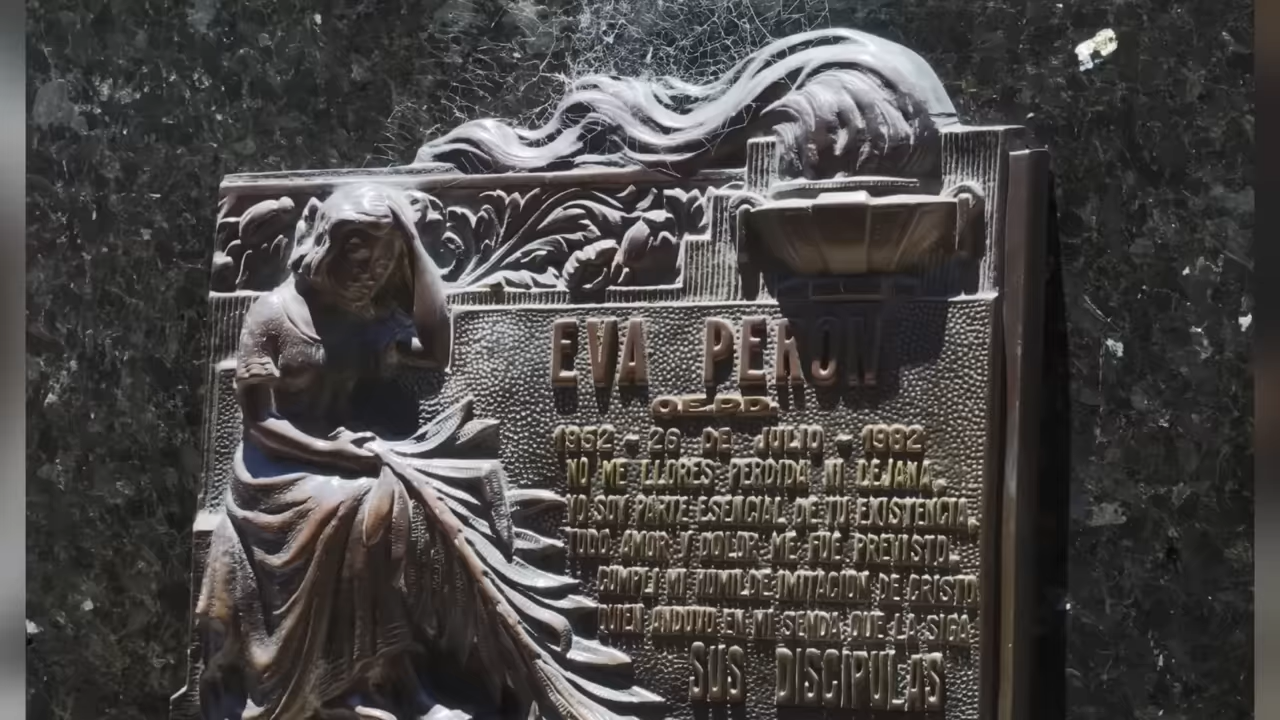 EVA PERON
Q.E.P.D.
1952 - 26 DE JULIO - 1982
NO ME LLORES PERDIDA NI LEJANA
YO SOY PARTE ESENCIAL DE TU EXISTENCIA
TODO AMOR Y DOLOR ME FUE PREVISTO
CUMPLI MI HUMILDE IMITACION DE CRISTO
QUIEN ANDUVO EN MI SENDA QUE LA SIGA
SUS DISCIPULAS